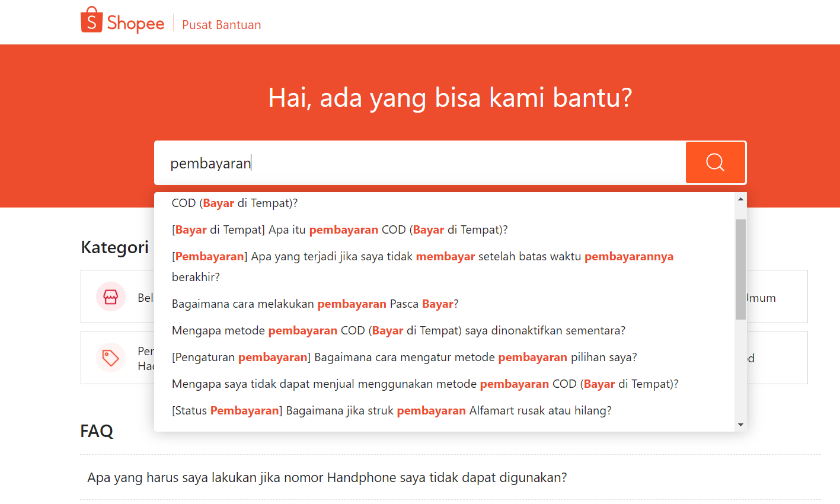 Shopee
Pusat Bantuan
Hai, ada yang bisa kami bantu?
pembayaran
COD (Bayar di Tempat)?
[Bayar di Tempat] Apa itu pembayaran COD (Bayar di Tempat)?
[Pembayaran] Apa yang terjadi jika saya tidak membayar setelah batas waktu pembayarannya
berakhir?
Bagaimana cara melakukan pembayaran Pasca Bayar?
Mengapa metode pembayaran COD (Bayar di Tempat) saya dinonaktifkan sementara?
[Pengaturan pembayaran] Bagaimana cara mengatur metode pembayaran pilihan saya?
Mengapa saya tidak dapat menjual menggunakan metode pembayaran COD (Bayar di Tempat)?
[Status Pembayaran] Bagaimana jika struk pembayaran Alfamart rusak atau hilang?
Kategori
FAQ
Apa yang harus saya lakukan jika nomor Handphone saya tidak dapat digunakan?